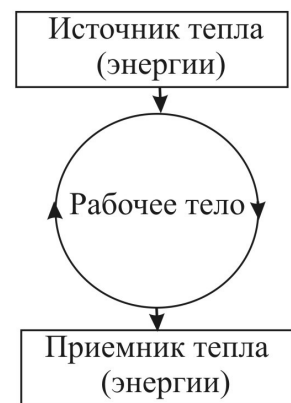 Источник тепла
(энергии)
Рабочее тело
Приемник тепла
(энергии)